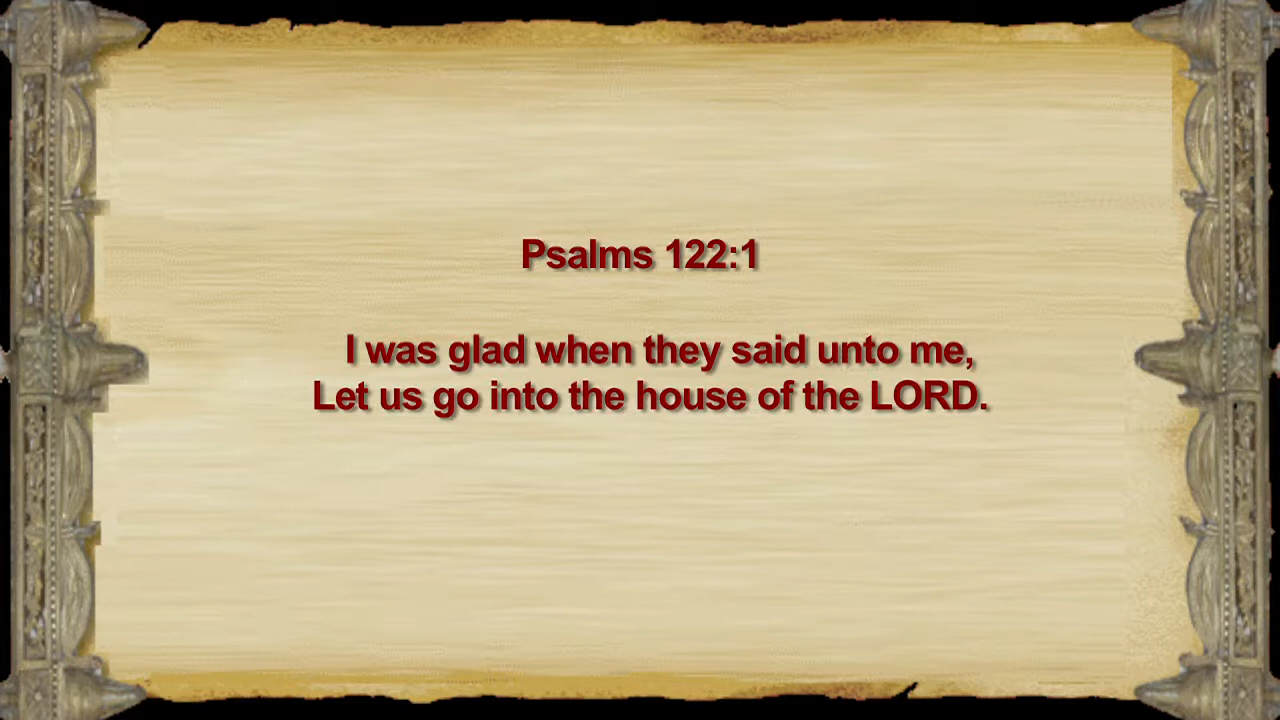 Psalms 122:1
I was glad when they said unto me,
Let us go into the house of the LORD.